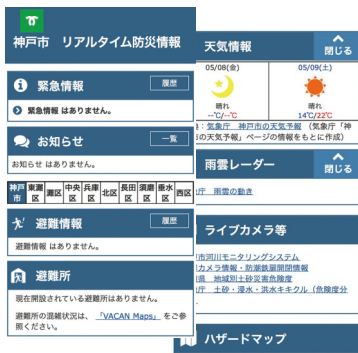 神戸市 リアルタイム防災情報
緊急情報 履歴
緊急情報 はありません。
お知らせ 一覧
お知らせ はありません。
神戸市 東灘区 灘区 中央区 兵庫区 北区 長田区 須磨区 垂水区 西区
避難情報 履歴
避難情報 はありません。
避難所
現在開設されている避難所はありません。
避難所の混雑状況は、 「VACAN Maps」 をご参
照ください。
天気情報 閉じる
05/08(金) 05/09(土)
晴れ 晴れ
--℃/--℃ 14℃/22℃
：気象庁 神戸市の天気予報 （気象庁「神
市の天気予報」ページの情報をもとに作成）
雨雲レーダー 閉じる
庁 雨雲の動き
ライブカメラ等
市河川モニタリングシステム
カメラ情報・防潮鉄扉開閉情報
県 地域別土砂災害危険度
庁 土砂・浸水・洪水キキクル（危険度分
ハザードマップ